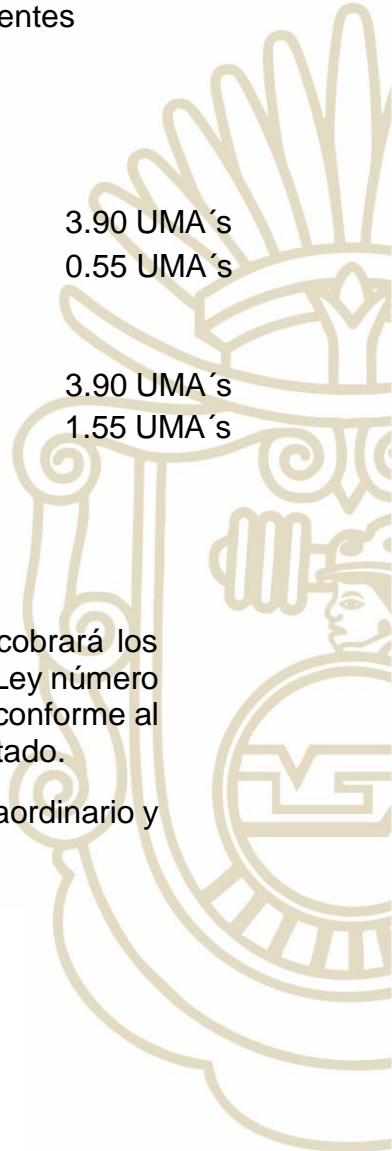 entes
3.90 UMA´s
0.55 UMA´s
3.90 UMA´s
1.55 UMA´s
cobrará los
Ley número
conforme al
tado.
aordinario y